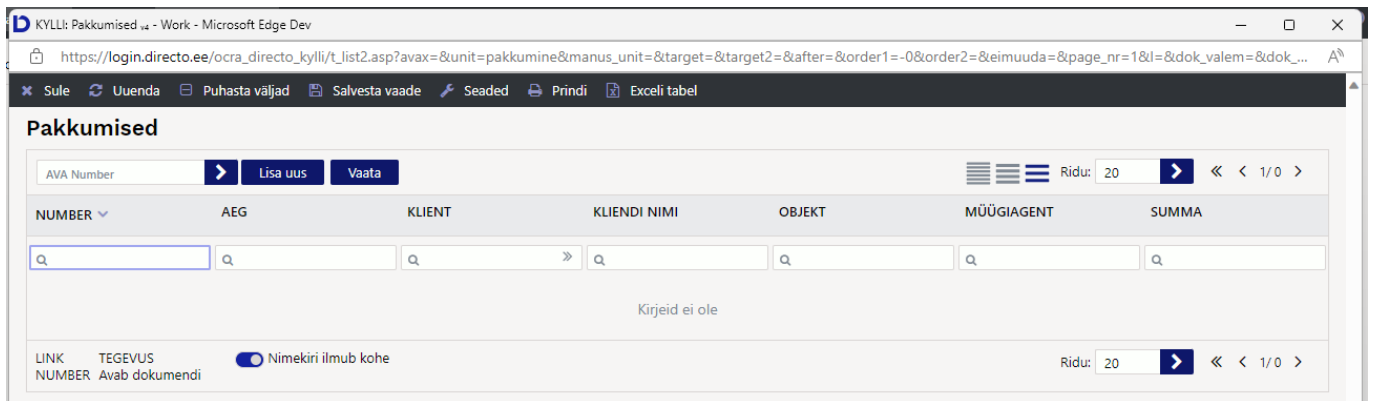 KYLLI: Pakkumised v4 - Work - Microsoft Edge Dev
https://login.directo.ee/ocra_directo_kylli/t_list2.asp?avax=&unit=pakkumine&manus_unit=&target=&target2=&after=&order1=-0&order2=&eimuuda=&page_nr=1&l=&dok_valem=&dok_...
Sule Uuenda Puhasta väljad Salvesta vaade Seaded Prindi Exceli tabel
Pakkumised
AVA Number Lisa uus Vaata Ridu: 20 1/ 0
NUMBER AEG KLIENT KLIENDI NIMI OBJEKT MÜÜGIAGENT SUMMA
Kirjeid ei ole
LINK TEGEVUS Nimekiri ilmub kohe Ridu: 20 1/ 0
NUMBER Avab dokumendi